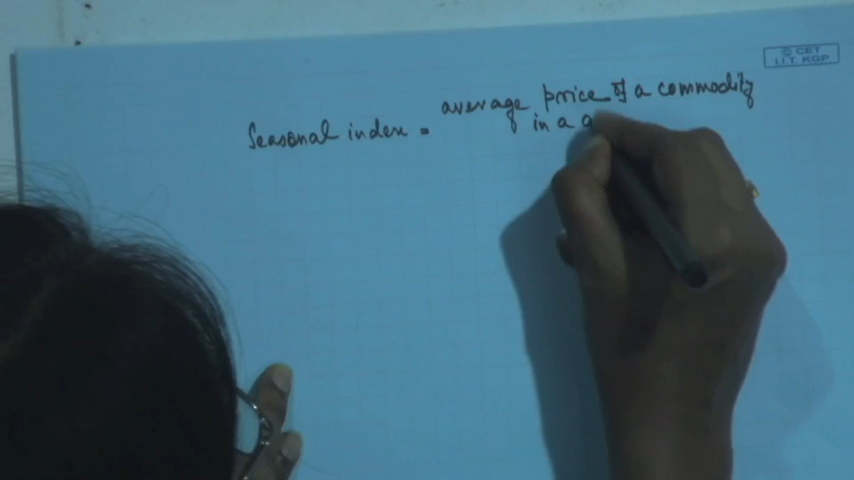 © CET
I.I.T. KGP
Seasonal index = average price of a commodity
in a